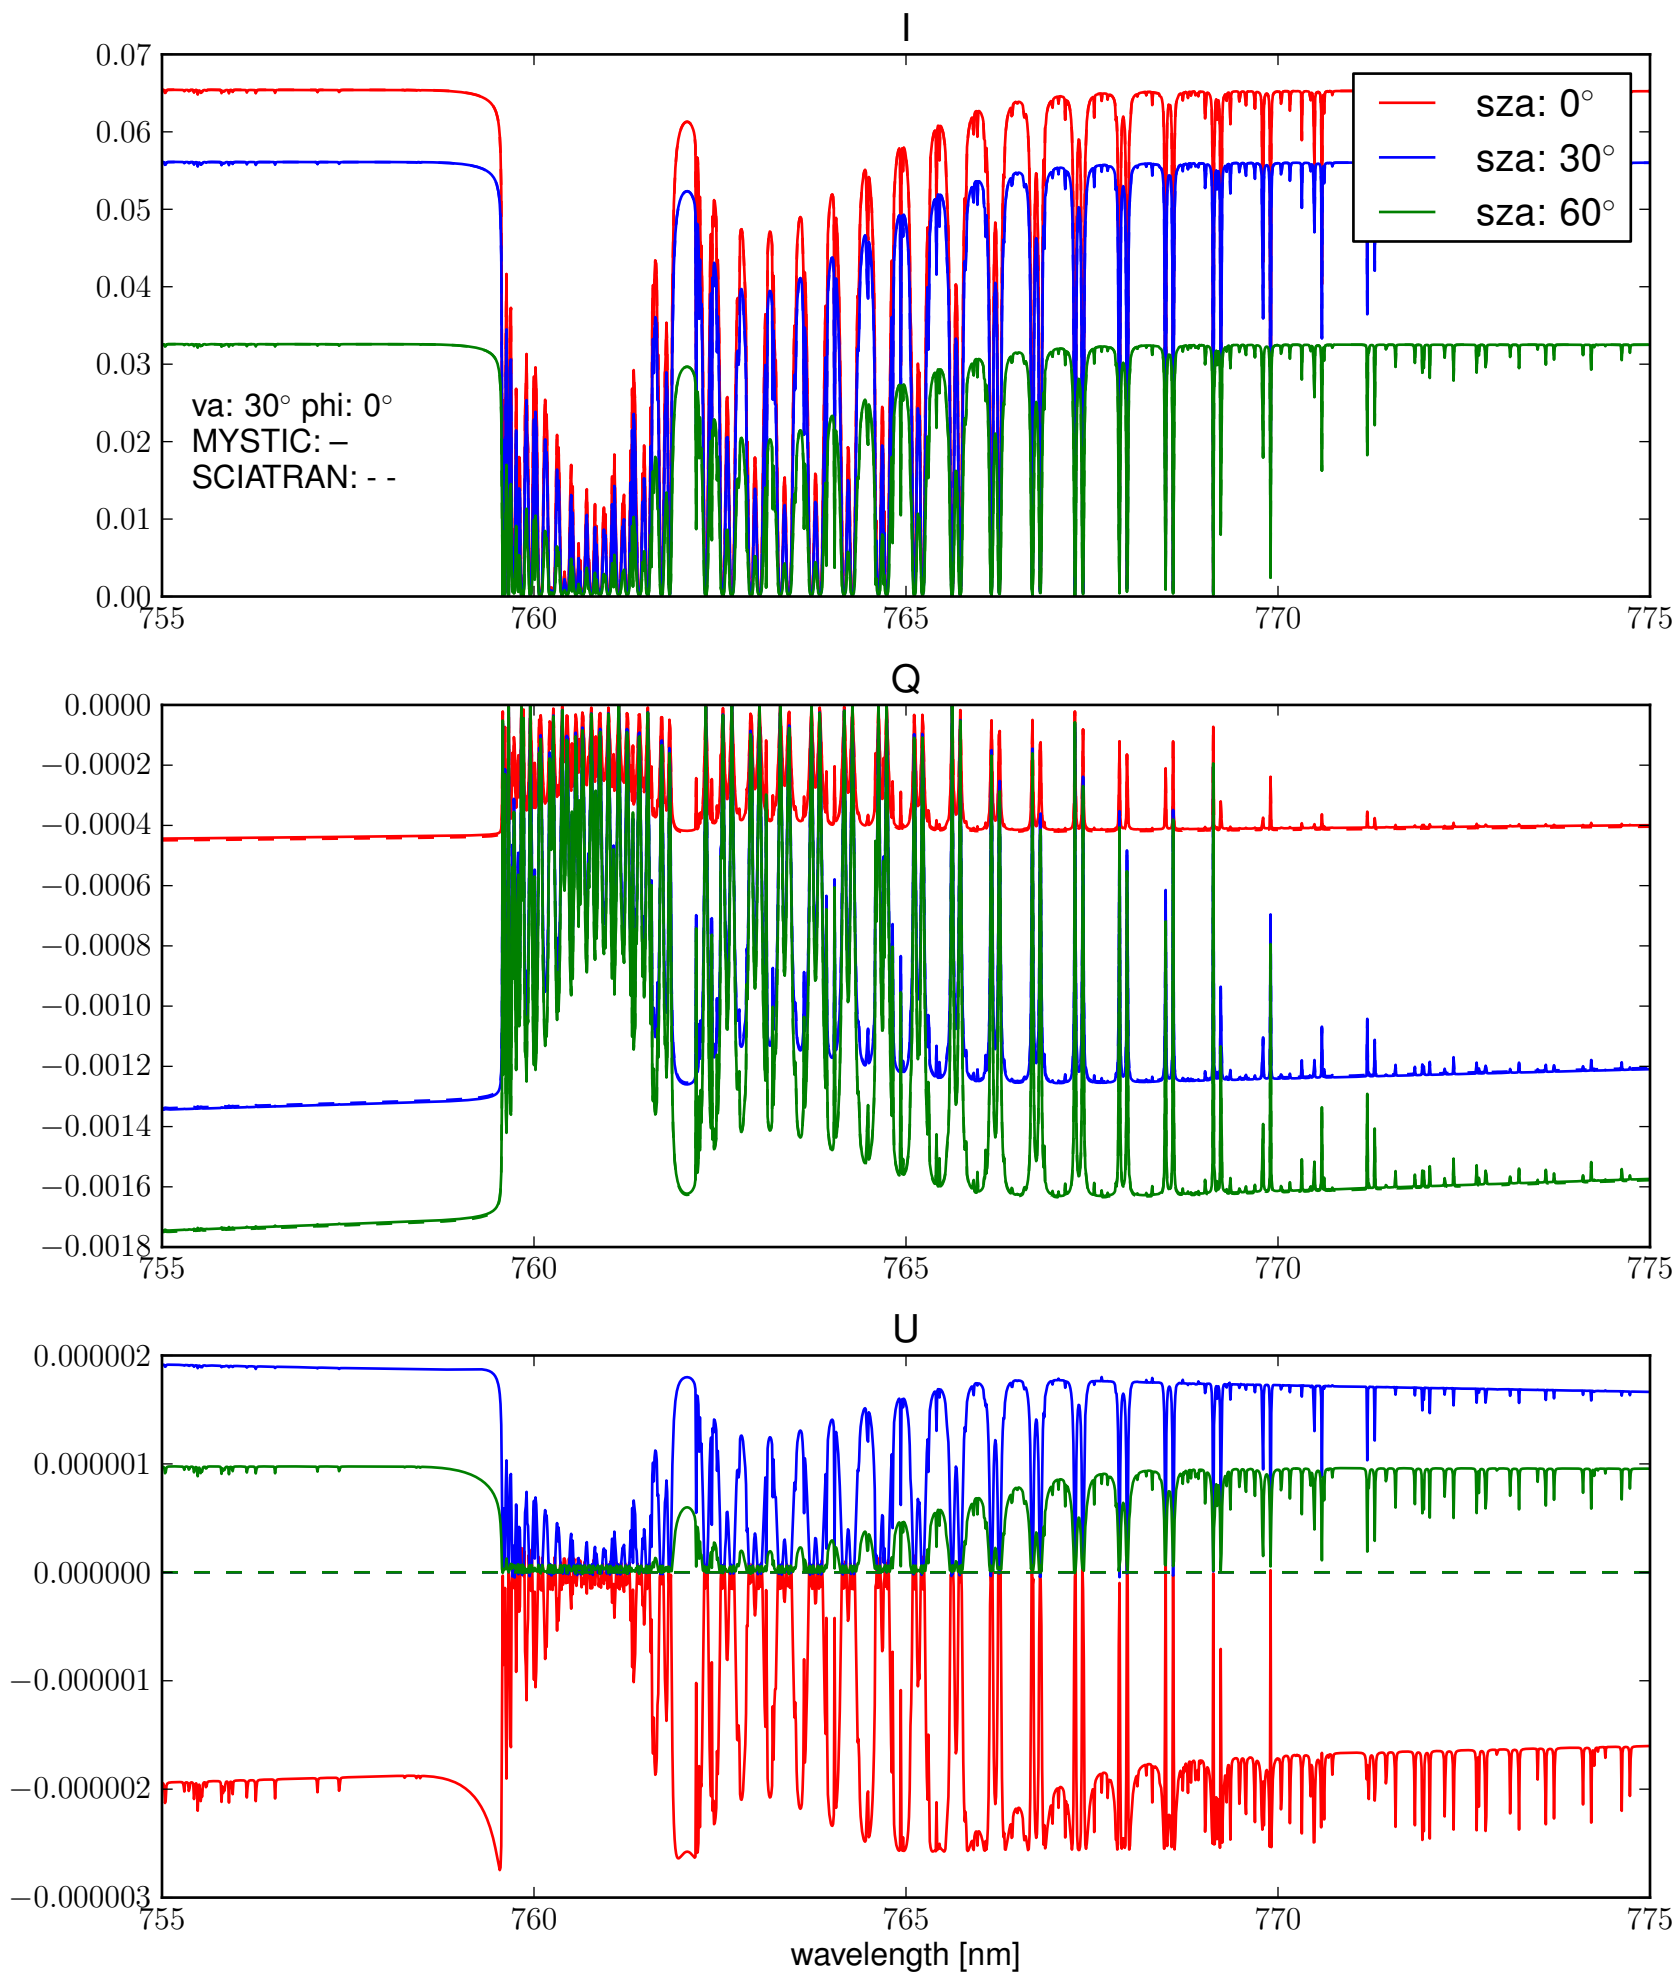 I
0.07
0.06
0.05
0.04
0.03
0.02
0.01
0.00
sza: 0°
sza: 30°
sza: 60°
va: 30° phi: 0°
MYSTIC: –
SCIATRAN: - -
755 760 765 770 775
Q
0.0000
−0.0002
−0.0004
−0.0006
−0.0008
−0.0010
−0.0012
−0.0014
−0.0016
−0.0018
755 760 765 770 775
U
0.000002
0.000001
0.000000
−0.000001
−0.000002
−0.000003
755 760 765 770 775
wavelength [nm]